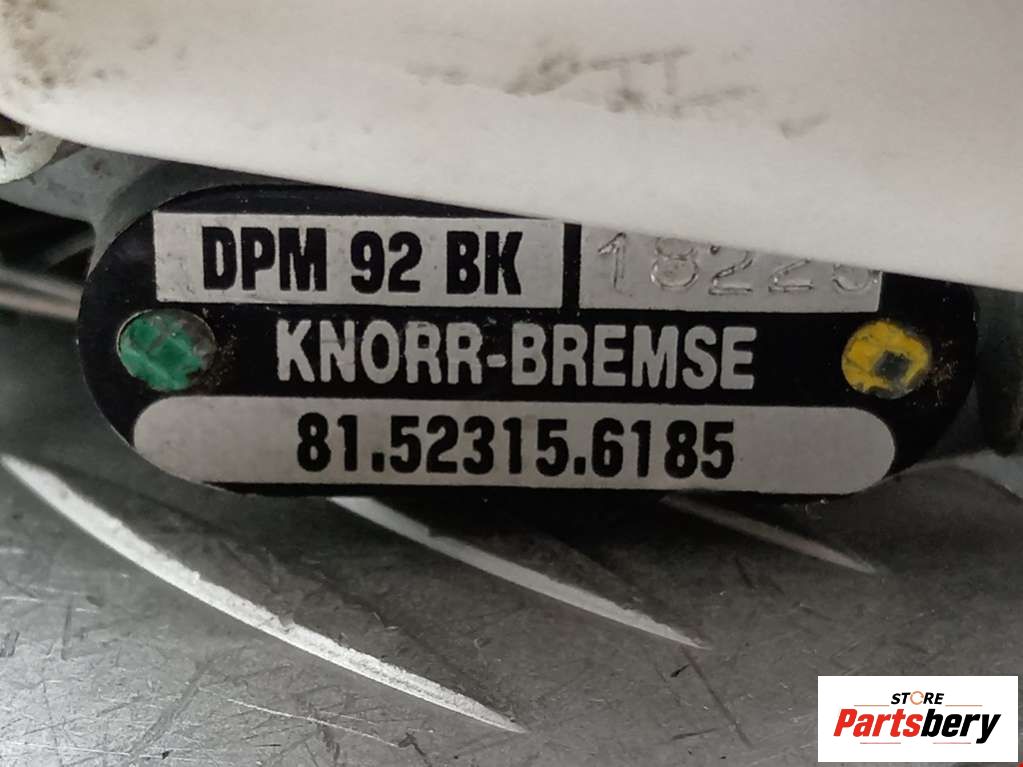 DPM 92 BK
KNORR-BREMSE
81.52315.6185
STORE
Partsbery